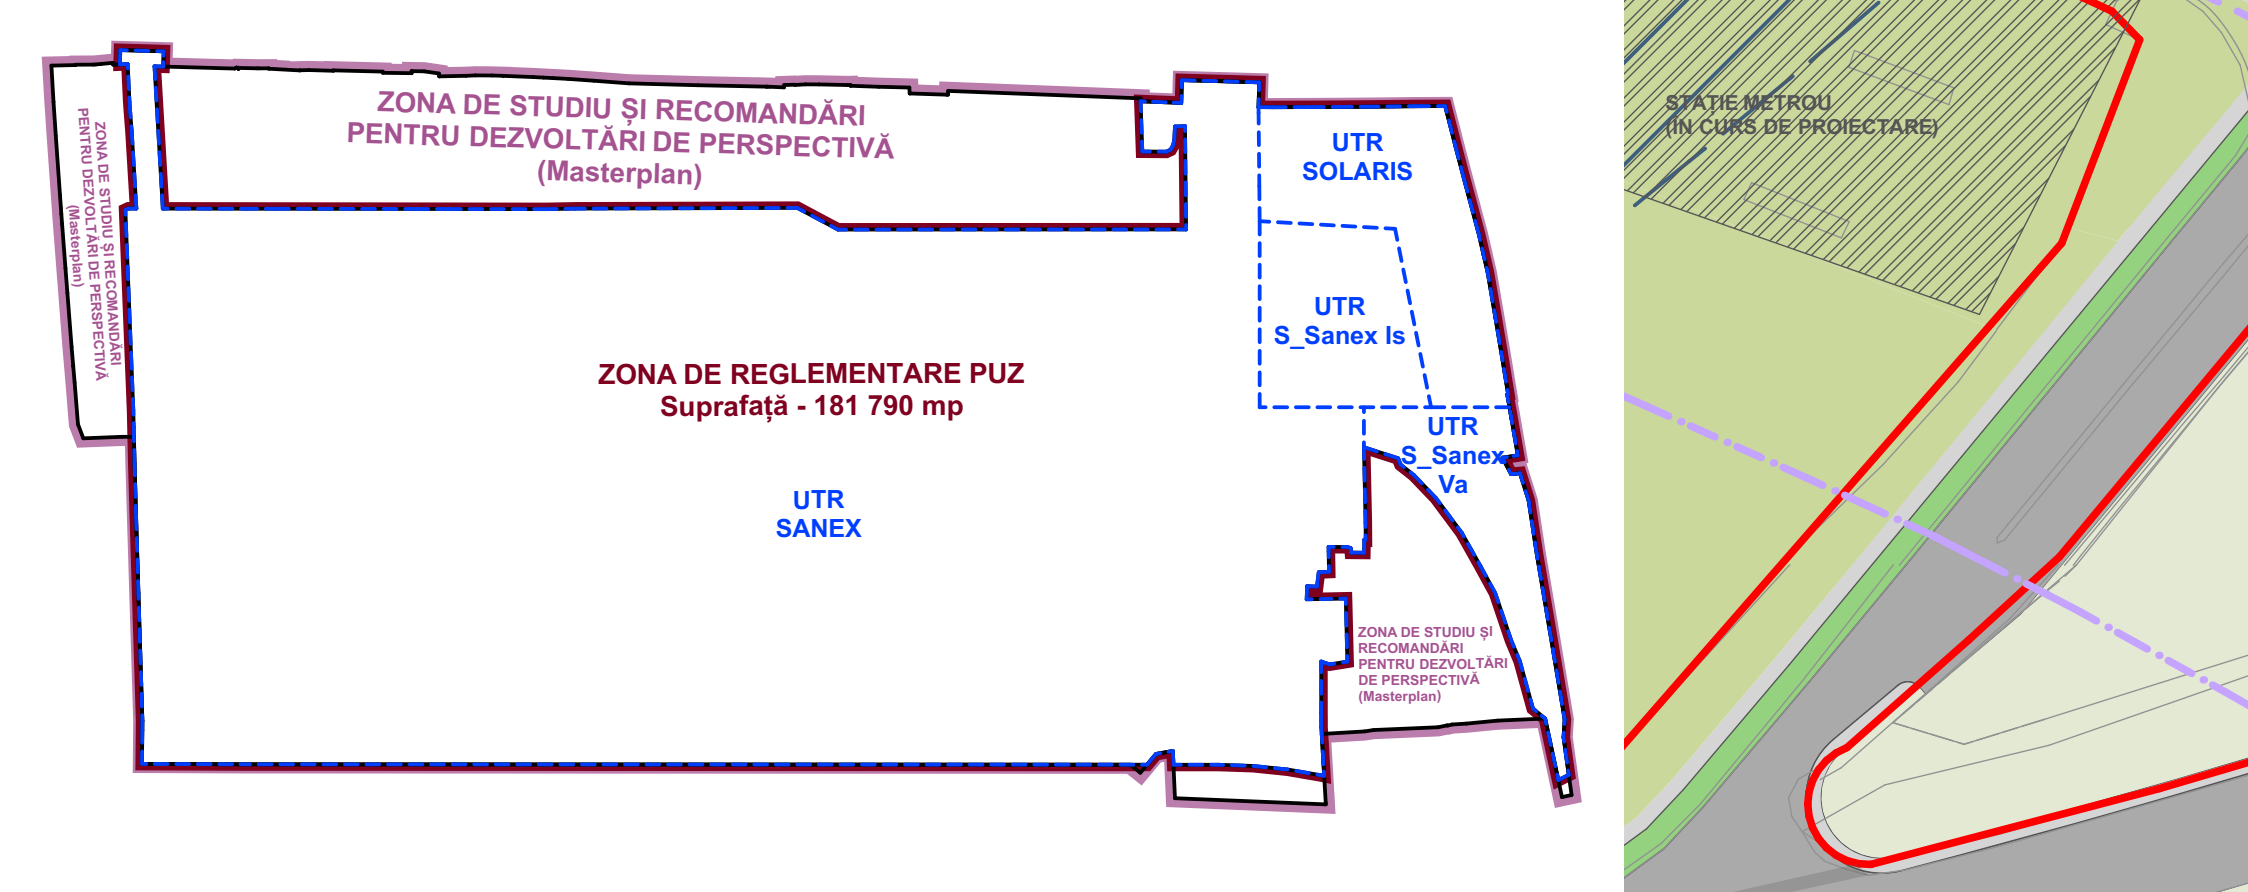 ZONA DE STUDIU ȘI RECOMANDĂRI
PENTRU DEZVOLTĂRI DE PERSPECTIVĂ
(Masterplan)
ZONA DE STUDIU ȘI RECOMANDĂRI
PENTRU DEZVOLTĂRI DE PERSPECTIVĂ
(Masterplan)
UTR
SOLARIS
UTR
S_Sanex Is
ZONA DE REGLEMENTARE PUZ
Suprafață - 181 790 mp
UTR
S_Sanex
Va
UTR
SANEX
ZONA DE STUDIU ȘI
RECOMANDĂRI
PENTRU DEZVOLTĂRI
DE PERSPECTIVĂ
(Masterplan)
STATIE METROU
(ÎN CURS DE PROIECTARE)